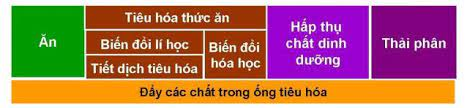 Ăn
Tiêu hóa thức ăn
Biến đổi lí học
Tiết dịch tiêu hóa
Biến đổi
hóa học
Hấp thụ
chất dinh
dưỡng
Thải phân
Đẩy các chất trong ống tiêu hóa